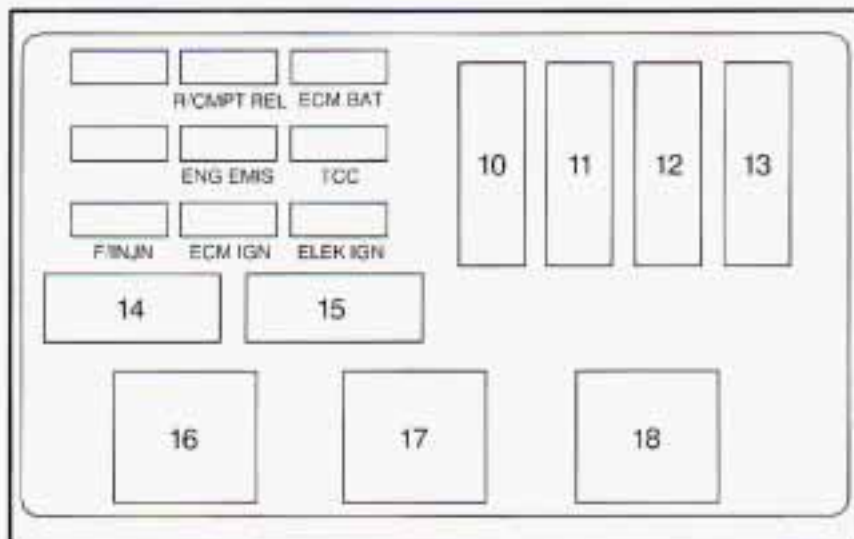 R/CMPT REL ECM BAT
10 11 12 13
ENG EMIS TCC
F/INJN ECM IGN ELEK IGN
14 15
16 17 18